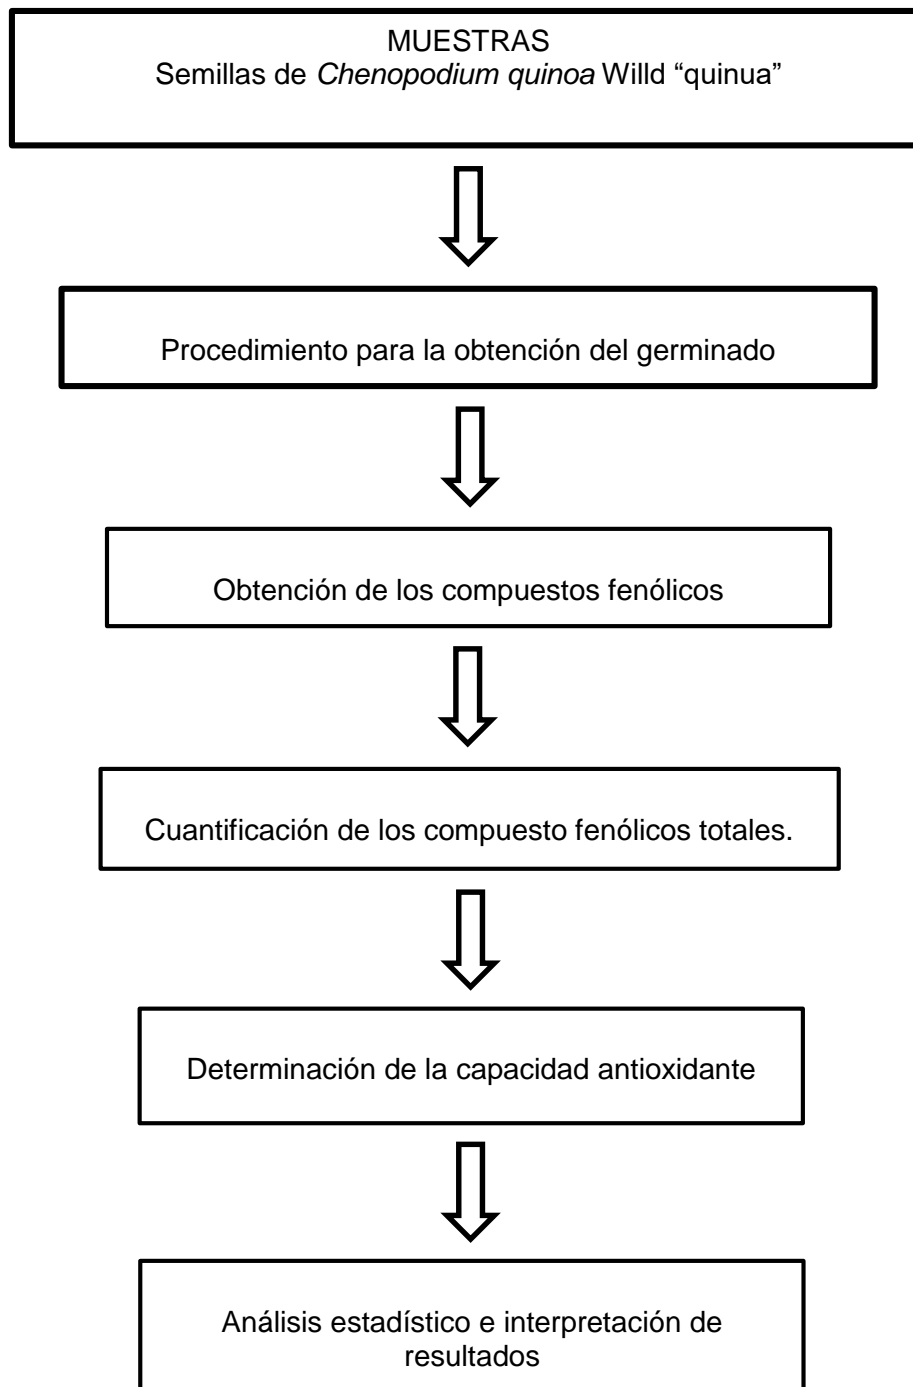 MUESTRAS
Semillas de Chenopodium quinoa Willd “quinua”
Procedimiento para la obtención del germinado
Obtención de los compuestos fenólicos
Cuantificación de los compuesto fenólicos totales.
Determinación de la capacidad antioxidante
Análisis estadístico e interpretación de
resultados